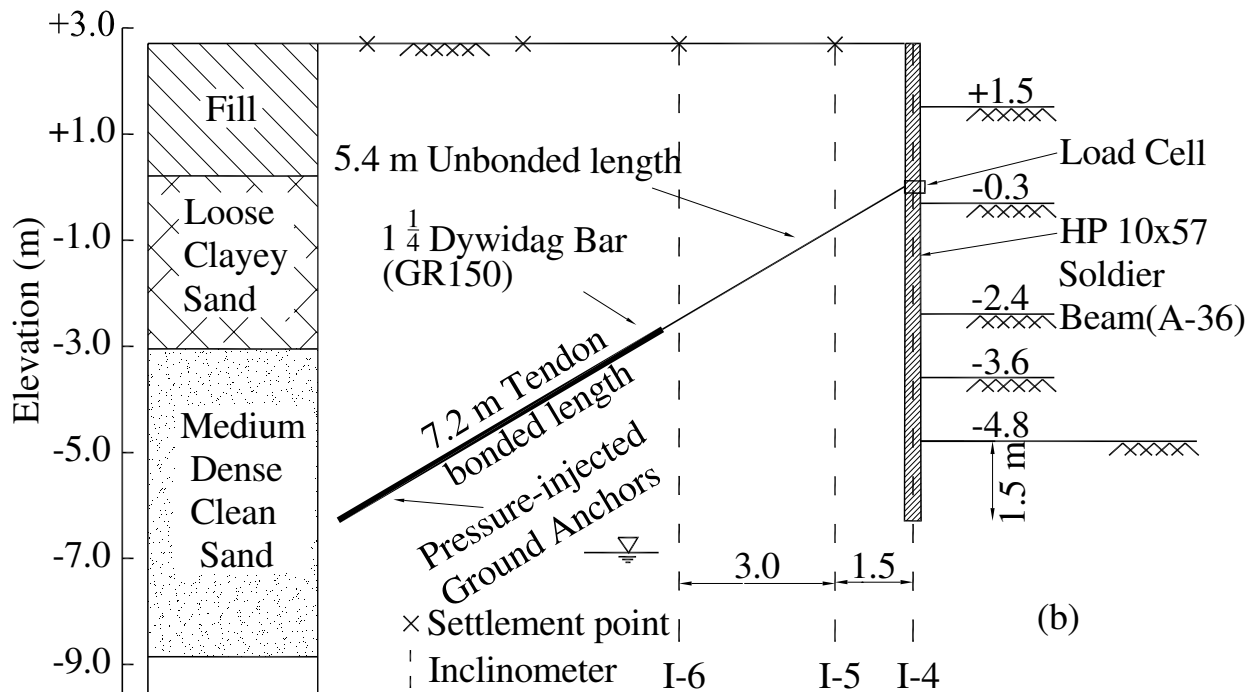 Elevation (m)
+3.0
+1.0
-1.0
-3.0
-5.0
-7.0
-9.0
Fill
Loose
Clayey
Sand
Medium
Dense
Clean
Sand
5.4 m Unbonded length
1 1/4 Dywidag Bar
(GR150)
7.2 m Tendon
bonded length
Pressure-injected
Ground Anchors
+1.5
Load Cell
-0.3
HP 10x57
Soldier
Beam(A-36)
-2.4
-3.6
-4.8
1.5 m
3.0
1.5
× Settlement point
Inclinometer
I-6
I-5
I-4
(b)